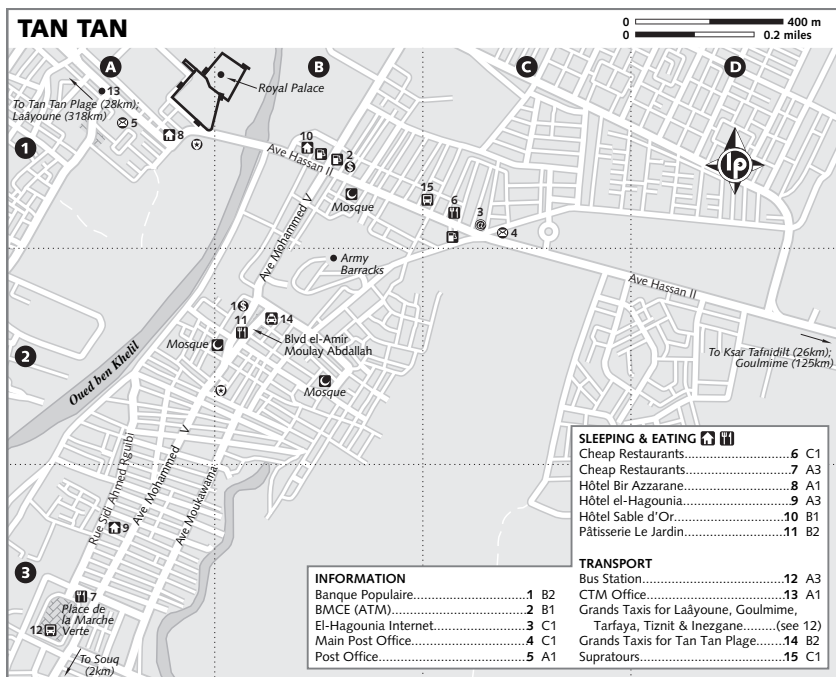 TAN TAN
0 400 m
0 0.2 miles
A
B
C
D
1
2
3
13
To Tan Tan Plage (28km);
Laâyoune (318km)
5
8
Royal Palace
10
2
Ave Hassan II
Mosque
15
6
3
@
4
lp
Ave Mohammed V
Army
Barracks
Ave Hassan II
1
11
14
Blvd el-Amir
Moulay Abdallah
Mosque
Mosque
Oued ben Khelil
To Ksar Tafnidilt (26km);
Goulmime (125km)
Rue Sidi Ahmed Rguibi
Ave Mohammed V
Ave Moukawama
9
7
Place de
la Marche
Verte
12
To Souq
(2km)
INFORMATION
Banque Populaire..........................1 B2
BMCE (ATM)................................2 B1
El-Hagounia Internet....................3 C1
Main Post Office...........................4 C1
Post Office....................................5 A1
SLEEPING & EATING
Cheap Restaurants........................6 C1
Cheap Restaurants........................7 A3
Hôtel Bir Azzarane........................8 A1
Hôtel el-Hagounia.........................9 A3
Hôtel Sable d'Or.........................10 B1
Pâtisserie Le Jardin......................11 B2
TRANSPORT
Bus Station.................................12 A3
CTM Office................................13 A1
Grands Taxis for Laâyoune, Goulmime,
Tarfaya, Tiznit & Inezgane............(see 12)
Grands Taxis for Tan Tan Plage.......14 B2
Supratours..................................15 C1